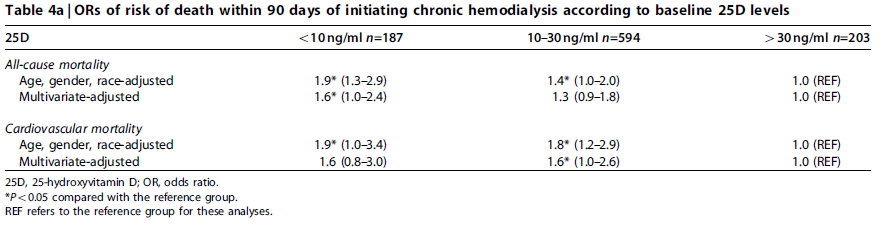 Table 4a | ORs of risk of death within 90 days of initiating chronic hemodialysis according to baseline 25D levels
25D <10 ng/ml n=187 10–30 ng/ml n=594 >30 ng/ml n=203
All-cause mortality
Age, gender, race-adjusted 1.9* (1.3–2.9) 1.4* (1.0–2.0) 1.0 (REF)
Multivariate-adjusted 1.6* (1.0–2.4) 1.3 (0.9–1.8) 1.0 (REF)
Cardiovascular mortality
Age, gender, race-adjusted 1.9* (1.0–3.4) 1.8* (1.2–2.9) 1.0 (REF)
Multivariate-adjusted 1.6 (0.8–3.0) 1.6* (1.0–2.6) 1.0 (REF)
25D, 25-hydroxyvitamin D; OR, odds ratio.
*P<0.05 compared with the reference group.
REF refers to the reference group for these analyses.